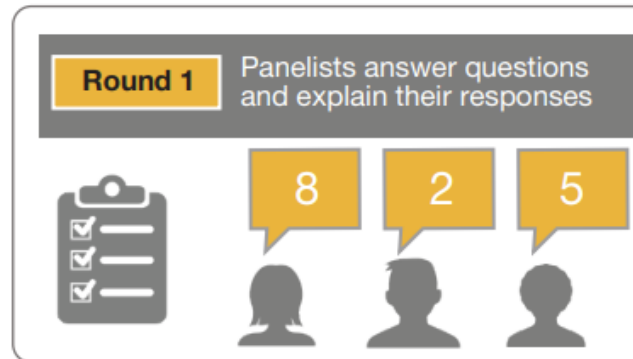 Round 1
Panelists answer questions
and explain their responses
8
2
5